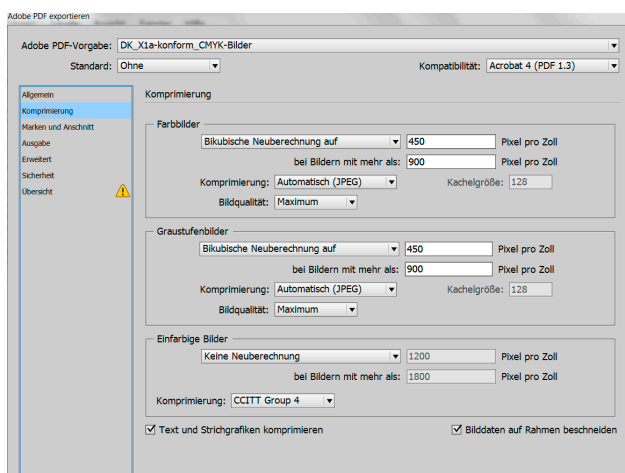 Adobe PDF exportieren
Adobe PDF-Vorgabe: DK_X1a-konform_CMYK-Bilder
Standard: Ohne Kompatibilität: Acrobat 4 (PDF 1.3)
Allgemein
Komprimierung
Marken und Anschnitt
Ausgabe
Erweitert
Sicherheit
Übersicht
Komprimierung
Farbbilder
Bikubische Neuberechnung auf 450 Pixel pro Zoll
bei Bildern mit mehr als: 900 Pixel pro Zoll
Komprimierung: Automatisch (JPEG) Kachelgröße: 128
Bildqualität: Maximum
Graustufenbilder
Bikubische Neuberechnung auf 450 Pixel pro Zoll
bei Bildern mit mehr als: 900 Pixel pro Zoll
Komprimierung: Automatisch (JPEG) Kachelgröße: 128
Bildqualität: Maximum
Einfarbige Bilder
Keine Neuberechnung 1200 Pixel pro Zoll
bei Bildern mit mehr als: 1800 Pixel pro Zoll
Komprimierung: CCITT Group 4
Text und Strichgrafiken komprimieren Bilddaten auf Rahmen beschneiden